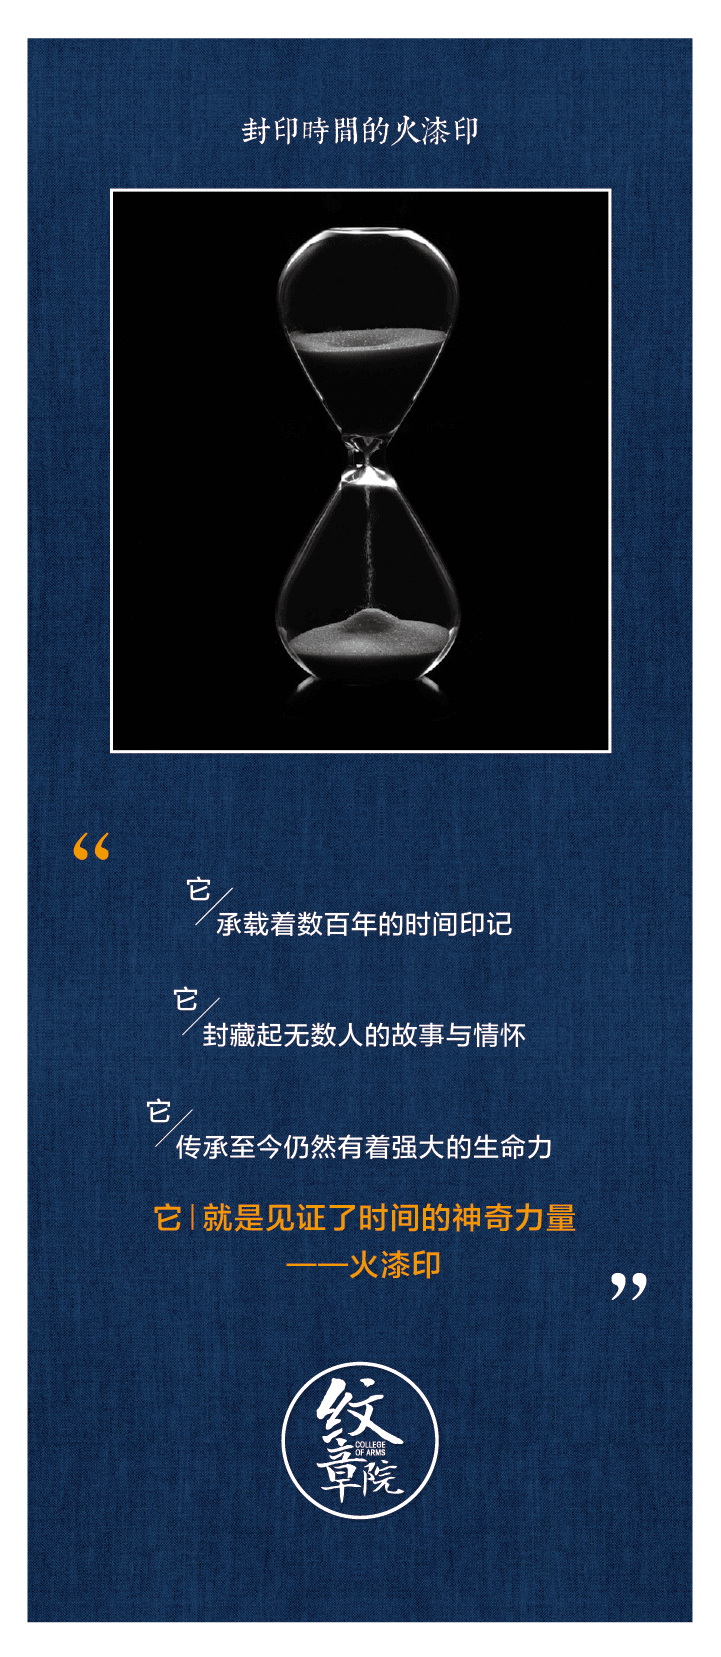 封印時間的火漆印
“
它
承载着数百年的时间印记
它
封藏起无数人的故事与情怀
它
传承至今仍然有着强大的生命力
它|就是见证了时间的神奇力量
——火漆印
”
纹
COLLEGE
OF ARMS
章院